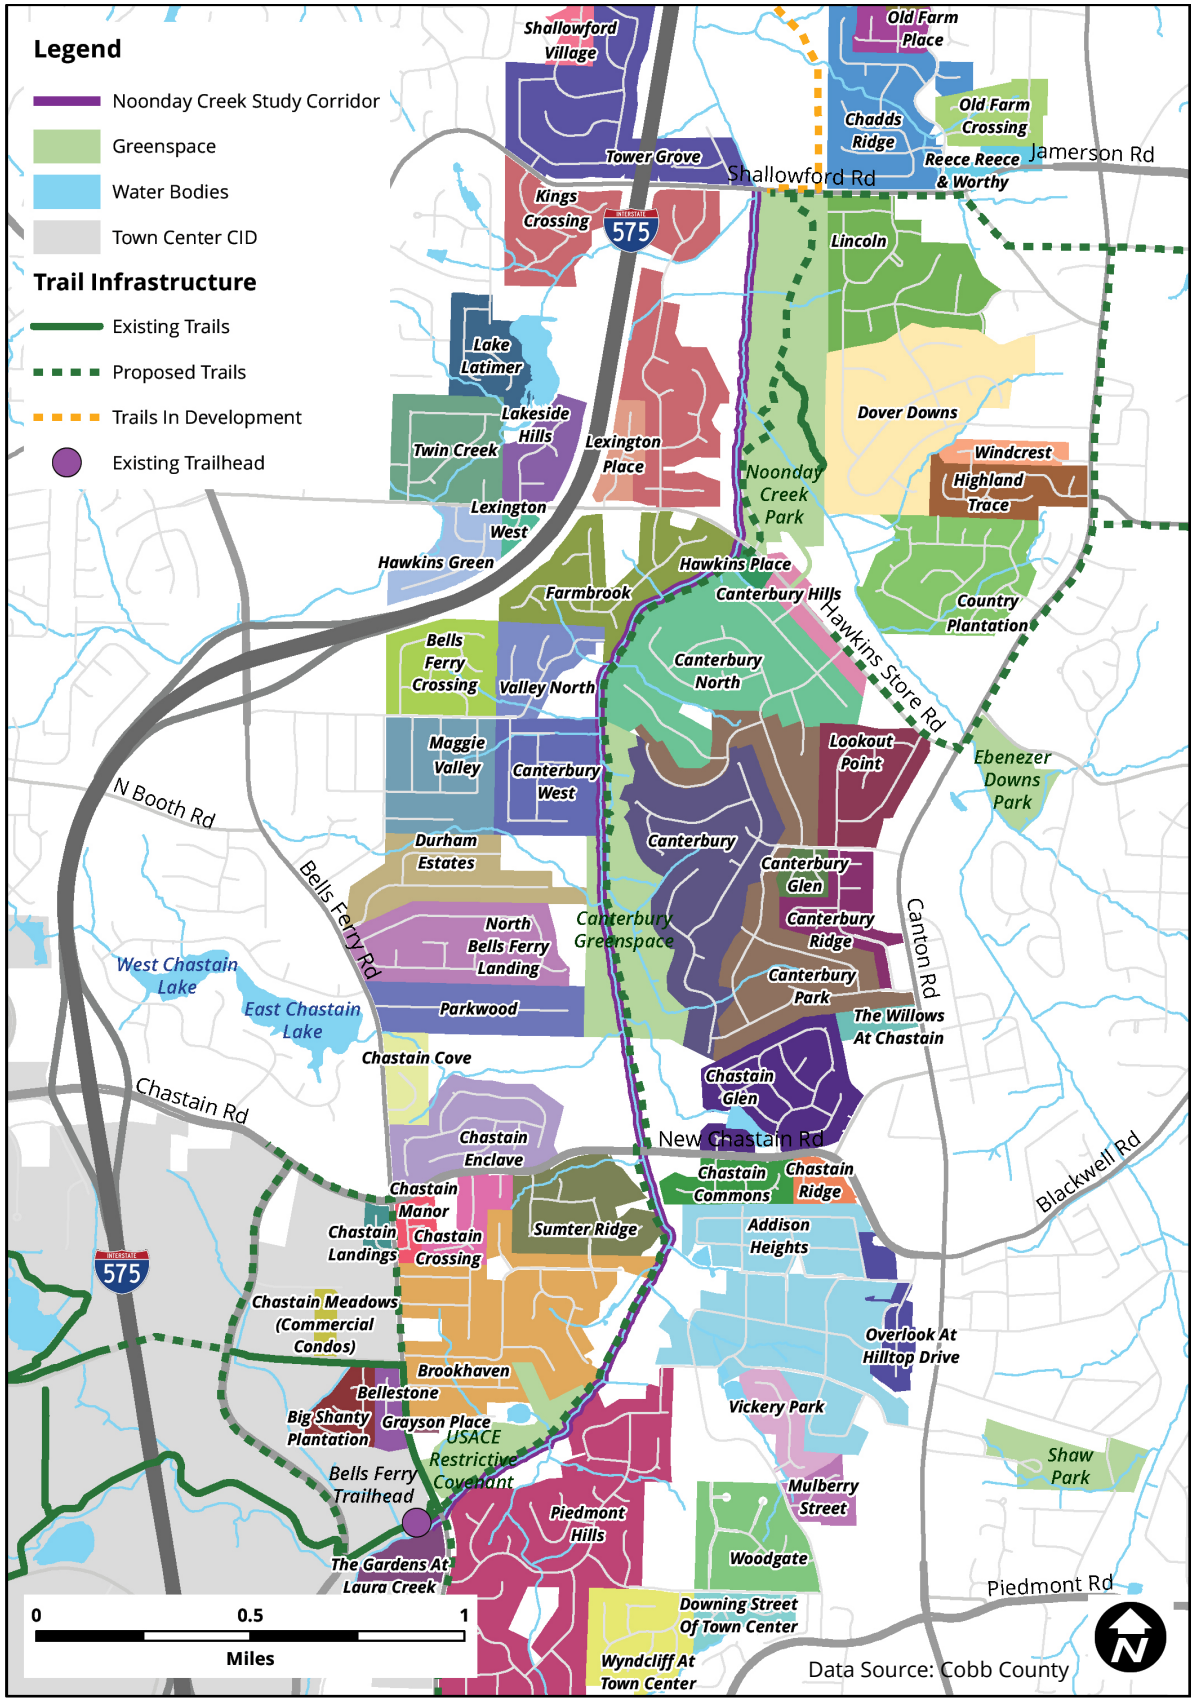 Legend
Noonday Creek Study Corridor
Greenspace
Water Bodies
Town Center CID
Trail Infrastructure
Existing Trails
Proposed Trails
Trails In Development
Existing Trailhead
Shallowford
Village
Old Farm
Place
Old Farm
Crossing
Chadds
Ridge
Tower Grove
Reece Reece
& Worthy
Jamerson Rd
Shallowford Rd
Kings
Crossing
INTERSTATE
575
Lincoln
Lake
Latimer
Lakeside
Hills
Twin Creek
Lexington
Place
Dover Downs
Windcrest
Highland
Trace
Noonday
Creek
Park
Lexington
West
Hawkins Green
Hawkins Place
Farmbrook
Canterbury Hills
Country
Plantation
Hawkins Store Rd
Bells
Ferry
Crossing
Valley North
Canterbury
North
Maggie
Valley
Canterbury
West
Lookout
Point
Ebenezer
Downs
Park
N Booth Rd
Durham
Estates
Canterbury
Canterbury
Glen
Bells Ferry Rd
North
Bells Ferry
Landing
Canterbury
Greenspace
Canterbury
Ridge
Canton Rd
West Chastain
Lake
East Chastain
Lake
Parkwood
Canterbury
Park
The Willows
At Chastain
Chastain Cove
Chastain
Glen
Chastain Rd
Chastain
Enclave
New Chastain Rd
Blackwell Rd
Chastain
Commons
Chastain
Ridge
Chastain
Manor
Chastain
Landings
Chastain
Crossing
Sumter Ridge
Addison
Heights
INTERSTATE
575
Chastain Meadows
(Commercial
Condos)
Overlook At
Hilltop Drive
Brookhaven
Bellestone
Big Shanty
Plantation
Grayson Place
USACE
Restrictive
Covenant
Vickery Park
Shaw
Park
Bells Ferry
Trailhead
Mulberry
Street
Piedmont
Hills
Woodgate
The Gardens At
Laura Creek
Piedmont Rd
Downing Street
Of Town Center
Wyndcliff At
Town Center
0 0.5 1
Miles
N
Data Source: Cobb County